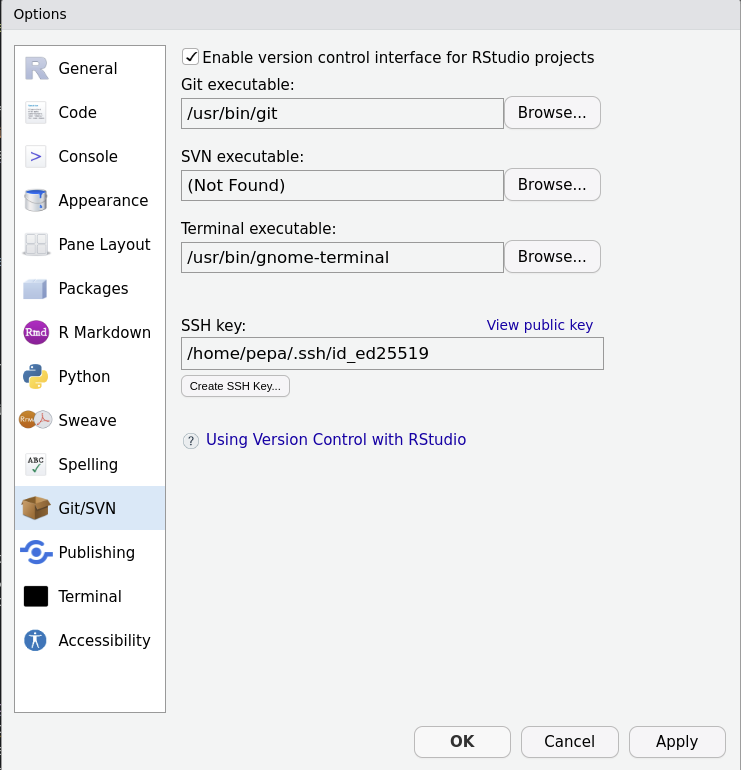 Options
General
Code
Console
Appearance
Pane Layout
Packages
Rmd R Markdown
Python
Sweave
ABC Spelling
Git/SVN
Publishing
Terminal
Accessibility
Enable version control interface for RStudio projects
Git executable:
/usr/bin/git Browse...
SVN executable:
(Not Found) Browse...
Terminal executable:
/usr/bin/gnome-terminal Browse...
SSH key: View public key
/home/pepa/.ssh/id_ed25519
Create SSH Key...
? Using Version Control with RStudio
OK Cancel Apply